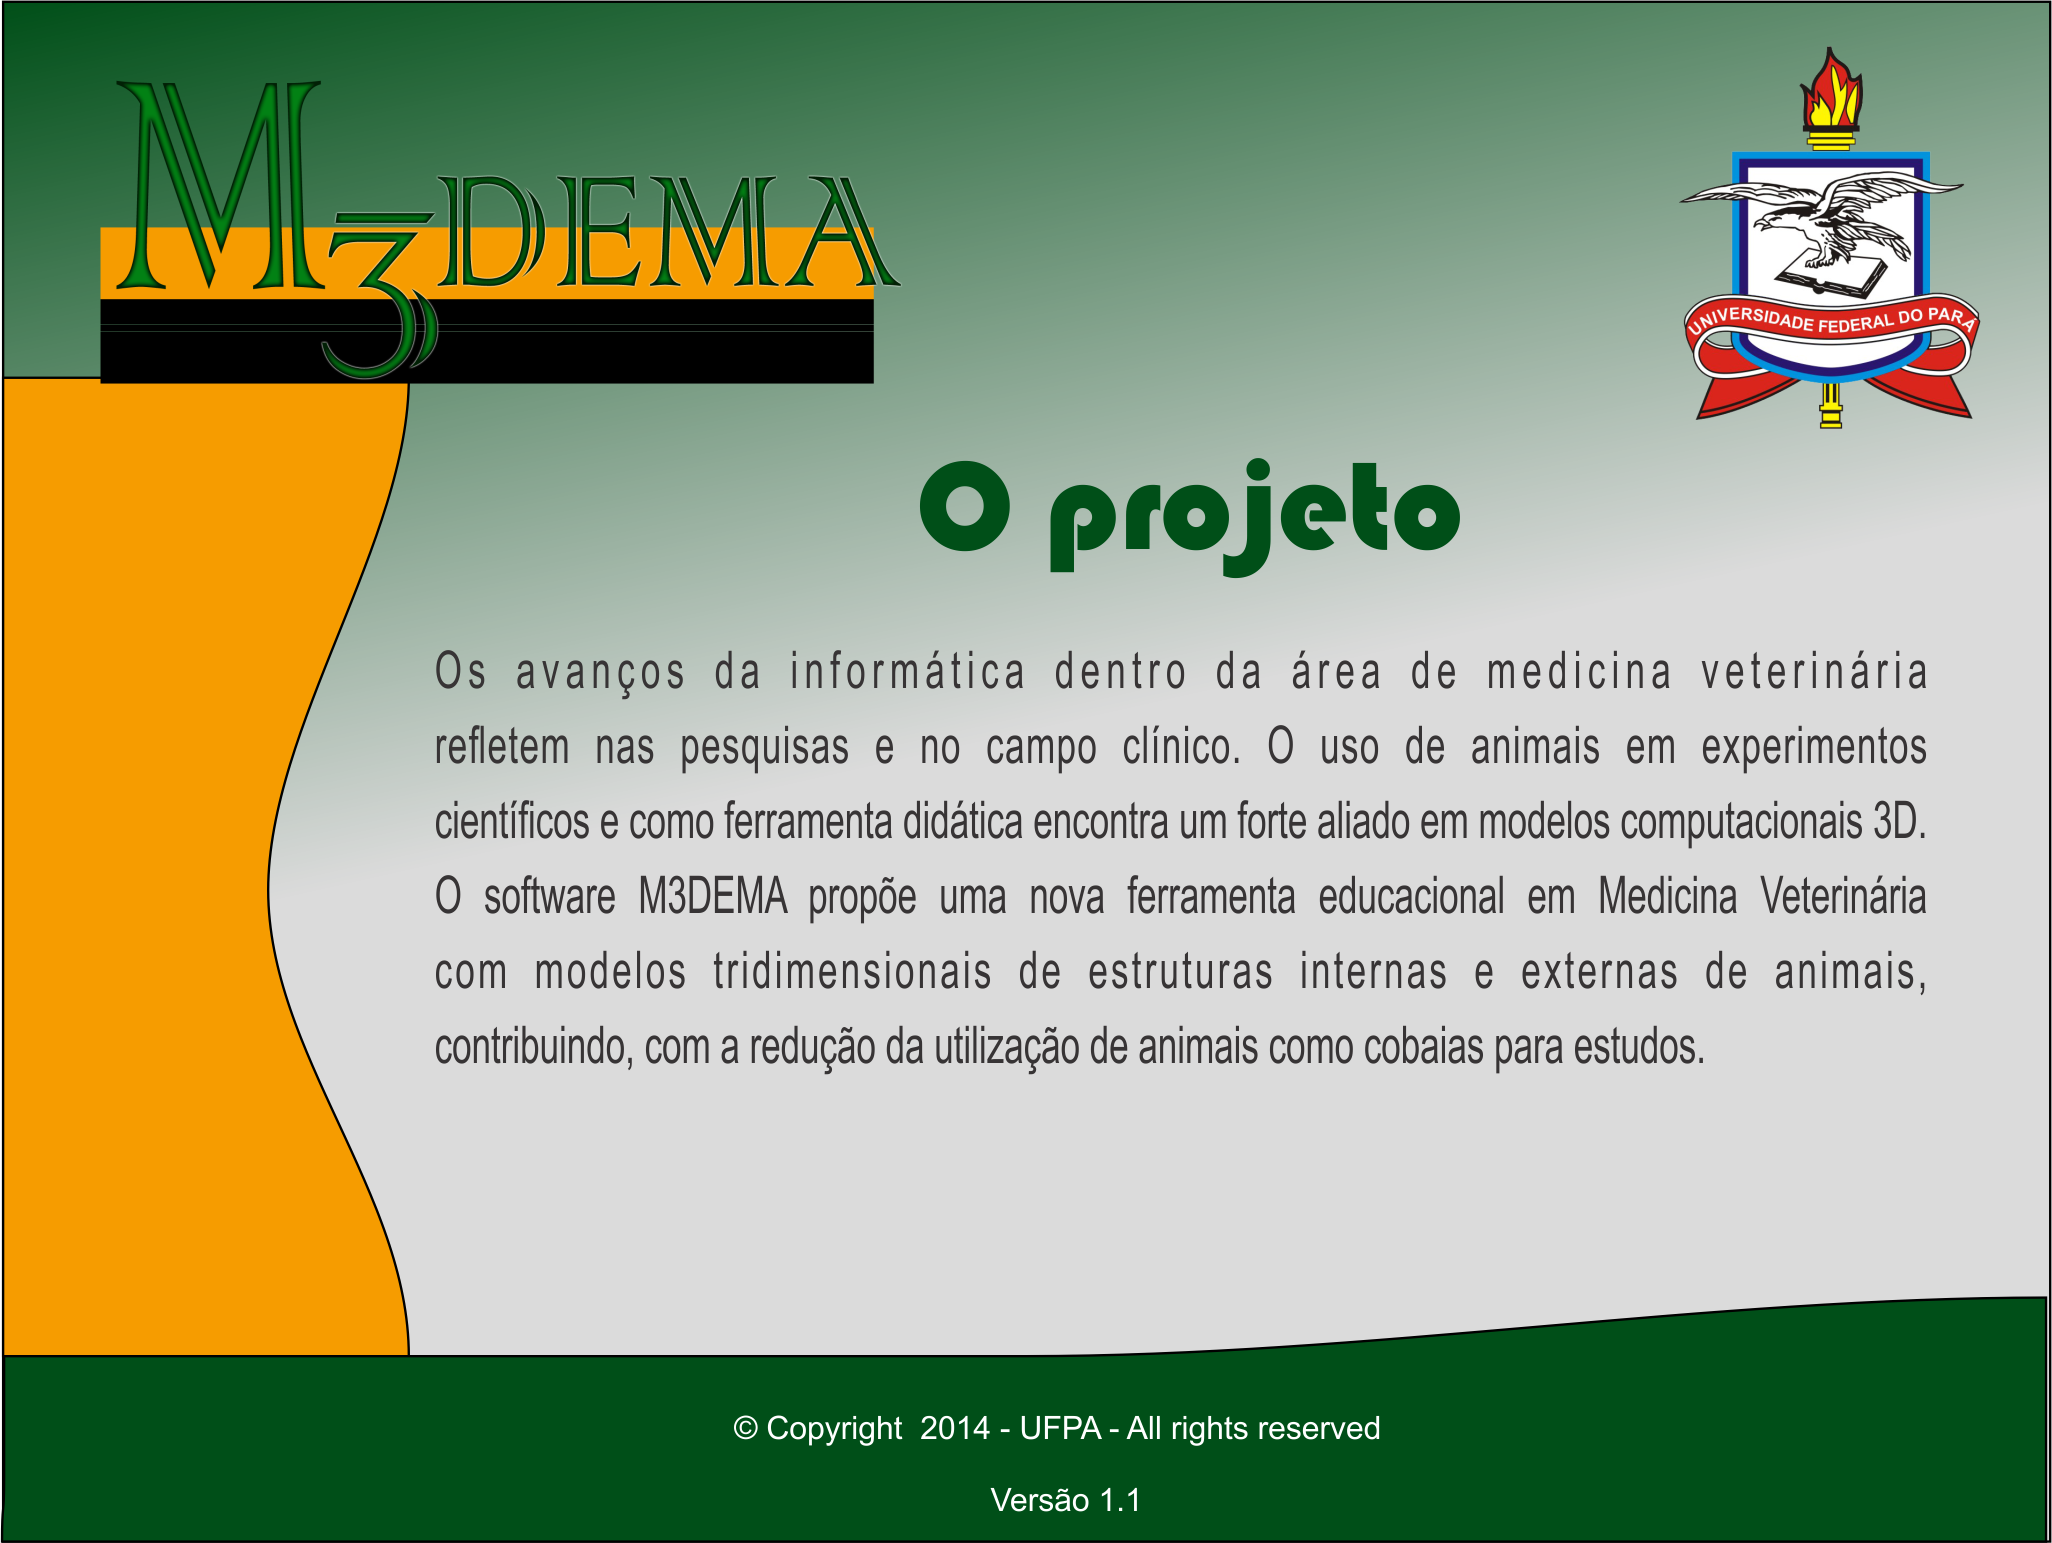 M3DEMA
UNIVERSIDADE FEDERAL DO PARÁ
O projeto
Os avanços da informática dentro da área de medicina veterinária
refletem nas pesquisas e no campo clínico. O uso de animais em experimentos
científicos e como ferramenta didática encontra um forte aliado em modelos computacionais 3D.
O software M3DEMA propõe uma nova ferramenta educacional em Medicina Veterinária
com modelos tridimensionais de estruturas internas e externas de animais,
contribuindo, com a redução da utilização de animais como cobaias para estudos.
© Copyright 2014 - UFPA - All rights reserved
Versão 1.1